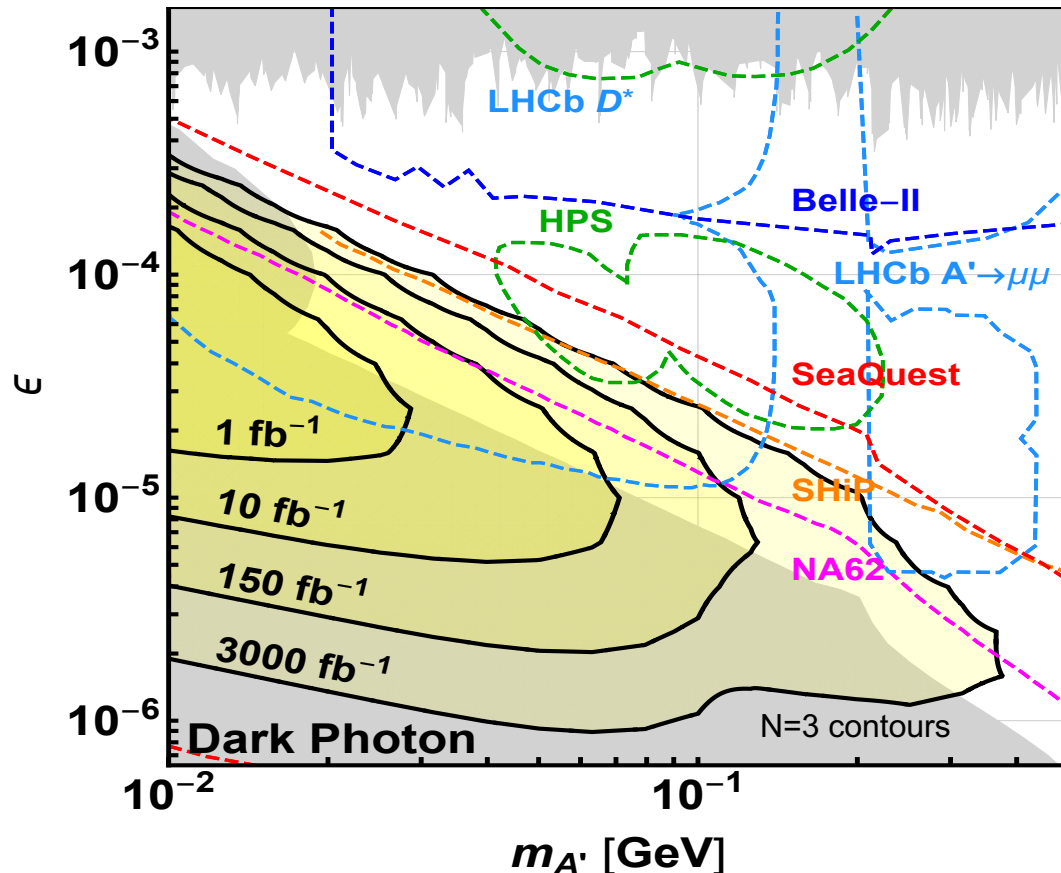 10⁻³
LHCb D*
Belle–II
HPS
10⁻⁴
LHCb A'→μμ
ϵ
SeaQuest
1 fb⁻¹
10⁻⁵
SHiP
10 fb⁻¹
NA62
150 fb⁻¹
3000 fb⁻¹
10⁻⁶
N=3 contours
Dark Photon
10⁻² 10⁻¹
m_A' [GeV]